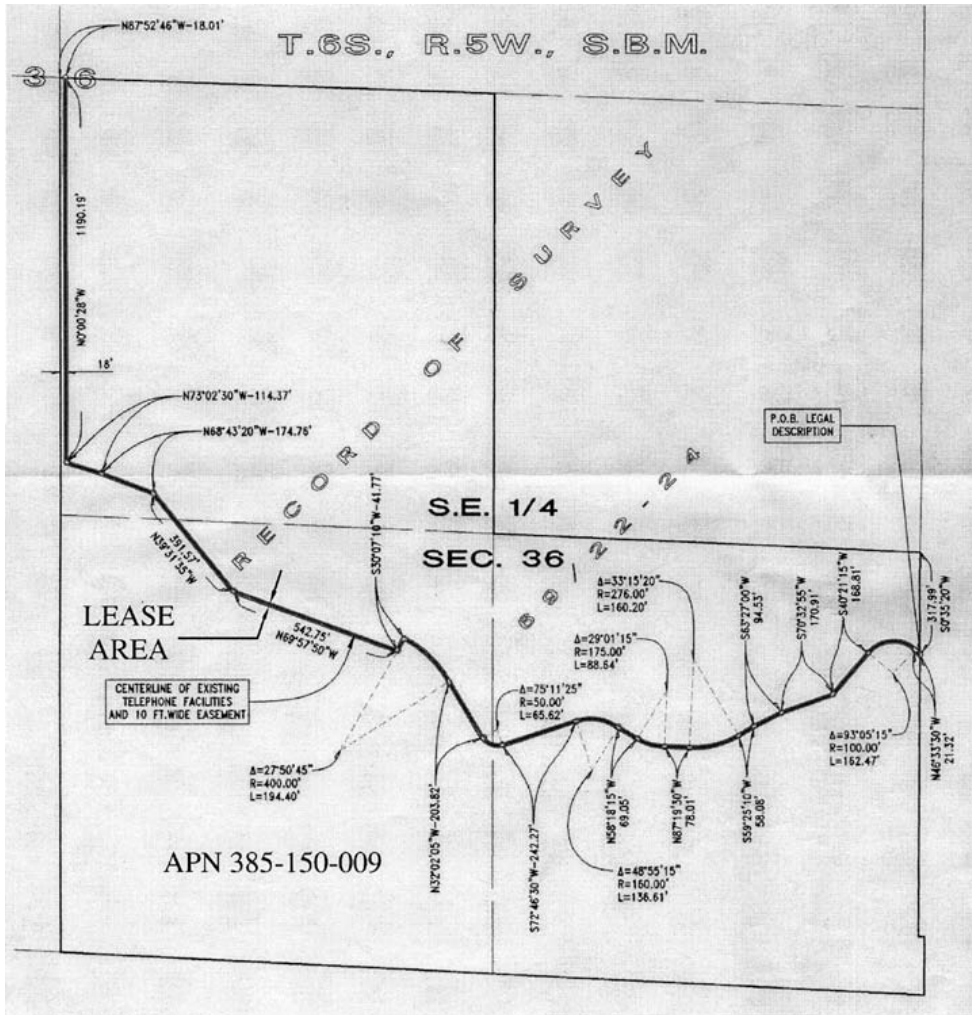 N87°52'46"W-18.01'
T.6S., R.5W., S.B.M.
36
1190.19'
N0°00'28"W
18'
N73°02'30"W-114.37'
N68°43'20"W-174.76'
RECORD OF SURVEY
S30°07'10"W-41.77'
P.O.B. LEGAL
DESCRIPTION
S.E. 1/4
SEC. 36
391.57'
N39°31'35"W
LEASE
AREA
542.75'
N69°57'50"W
CENTERLINE OF EXISTING
TELEPHONE FACILITIES
AND 10 FT.WIDE EASEMENT
Δ=33°15'20"
R=276.00'
L=160.20'
Δ=29°01'15"
R=175.00'
L=88.64'
Δ=75°11'25"
R=50.00'
L=65.62'
S63°27'00"W
94.53'
S70°32'55"W
170.91'
S40°21'15"W
168.81'
317.99'
S0°35'20"W
Δ=27°50'45"
R=400.00'
L=194.40'
N32°02'05"W-203.82'
S72°46'30"W-242.27'
N58°18'15"W
69.05'
N87°19'30"W
78.01'
S59°25'10"W
58.08'
Δ=93°05'15"
R=100.00'
L=162.47'
N46°33'30"W
21.32'
Δ=48°55'15"
R=160.00'
L=136.61'
APN 385-150-009